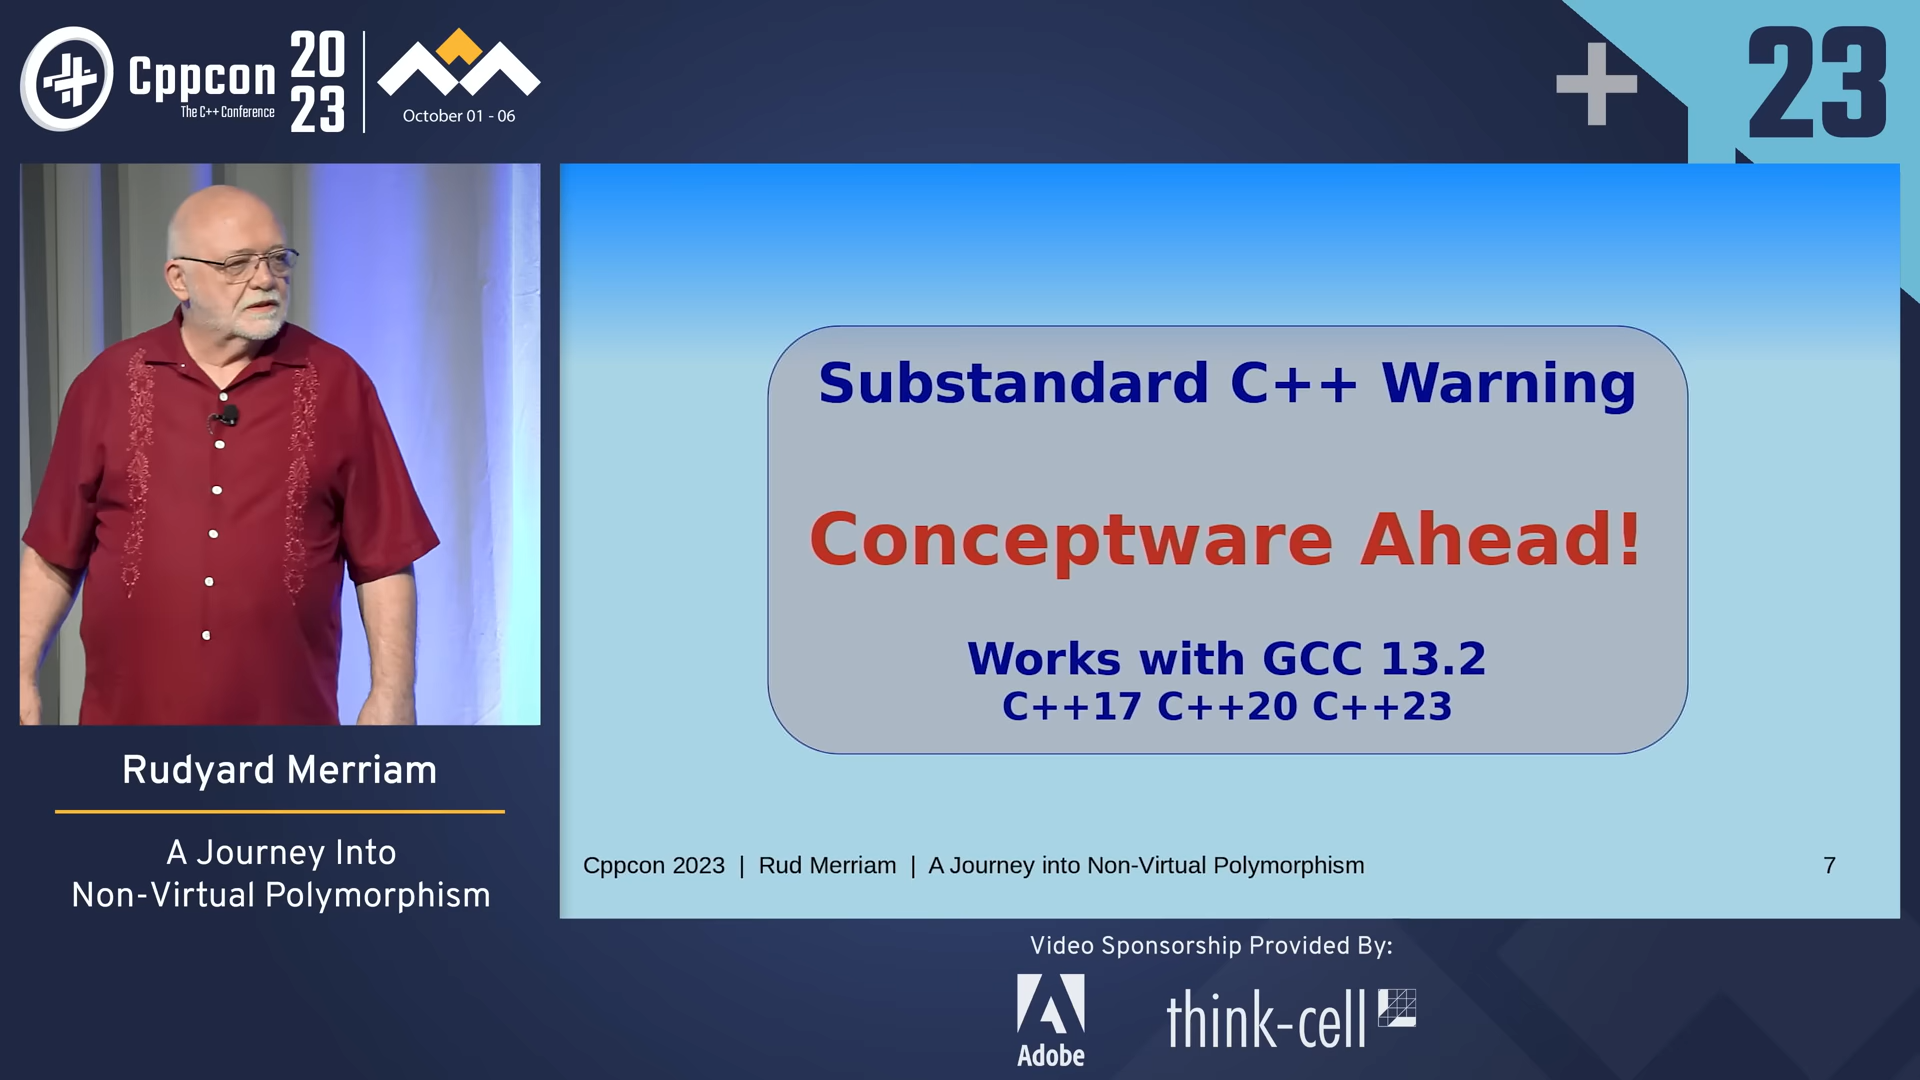 Cppcon
The C++ Conference
20
23
October 01 - 06
23
Substandard C++ Warning
Conceptware Ahead!
Works with GCC 13.2
C++17 C++20 C++23
Cppcon 2023 | Rud Merriam | A Journey into Non-Virtual Polymorphism
7
Rudyard Merriam
A Journey Into
Non-Virtual Polymorphism
Video Sponsorship Provided By:
Adobe
think-cell